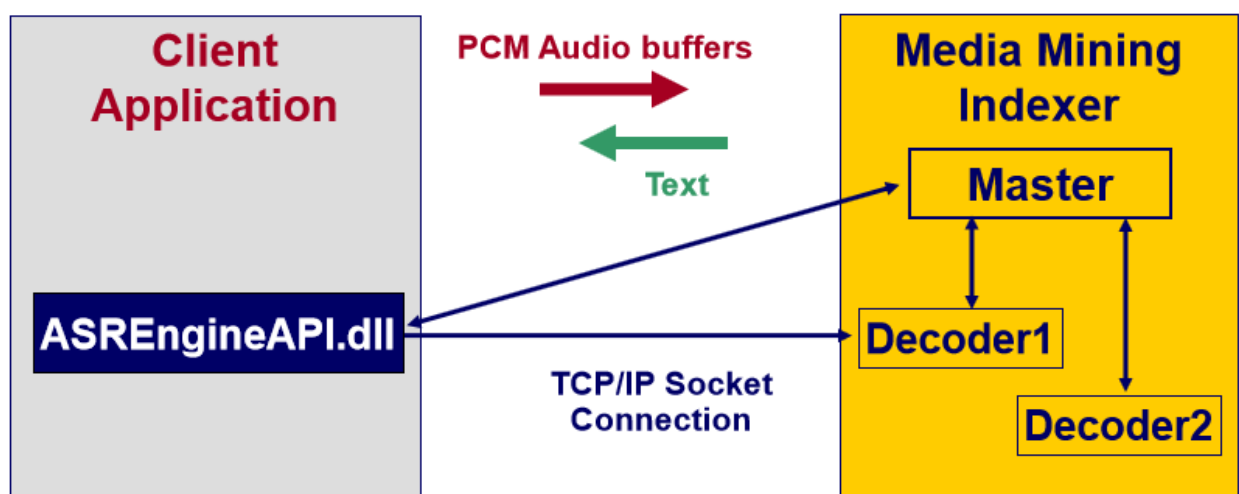 Client
Application
PCM Audio buffers
Text
Media Mining
Indexer
Master
ASREngineAPI.dll
TCP/IP Socket
Connection
Decoder1
Decoder2